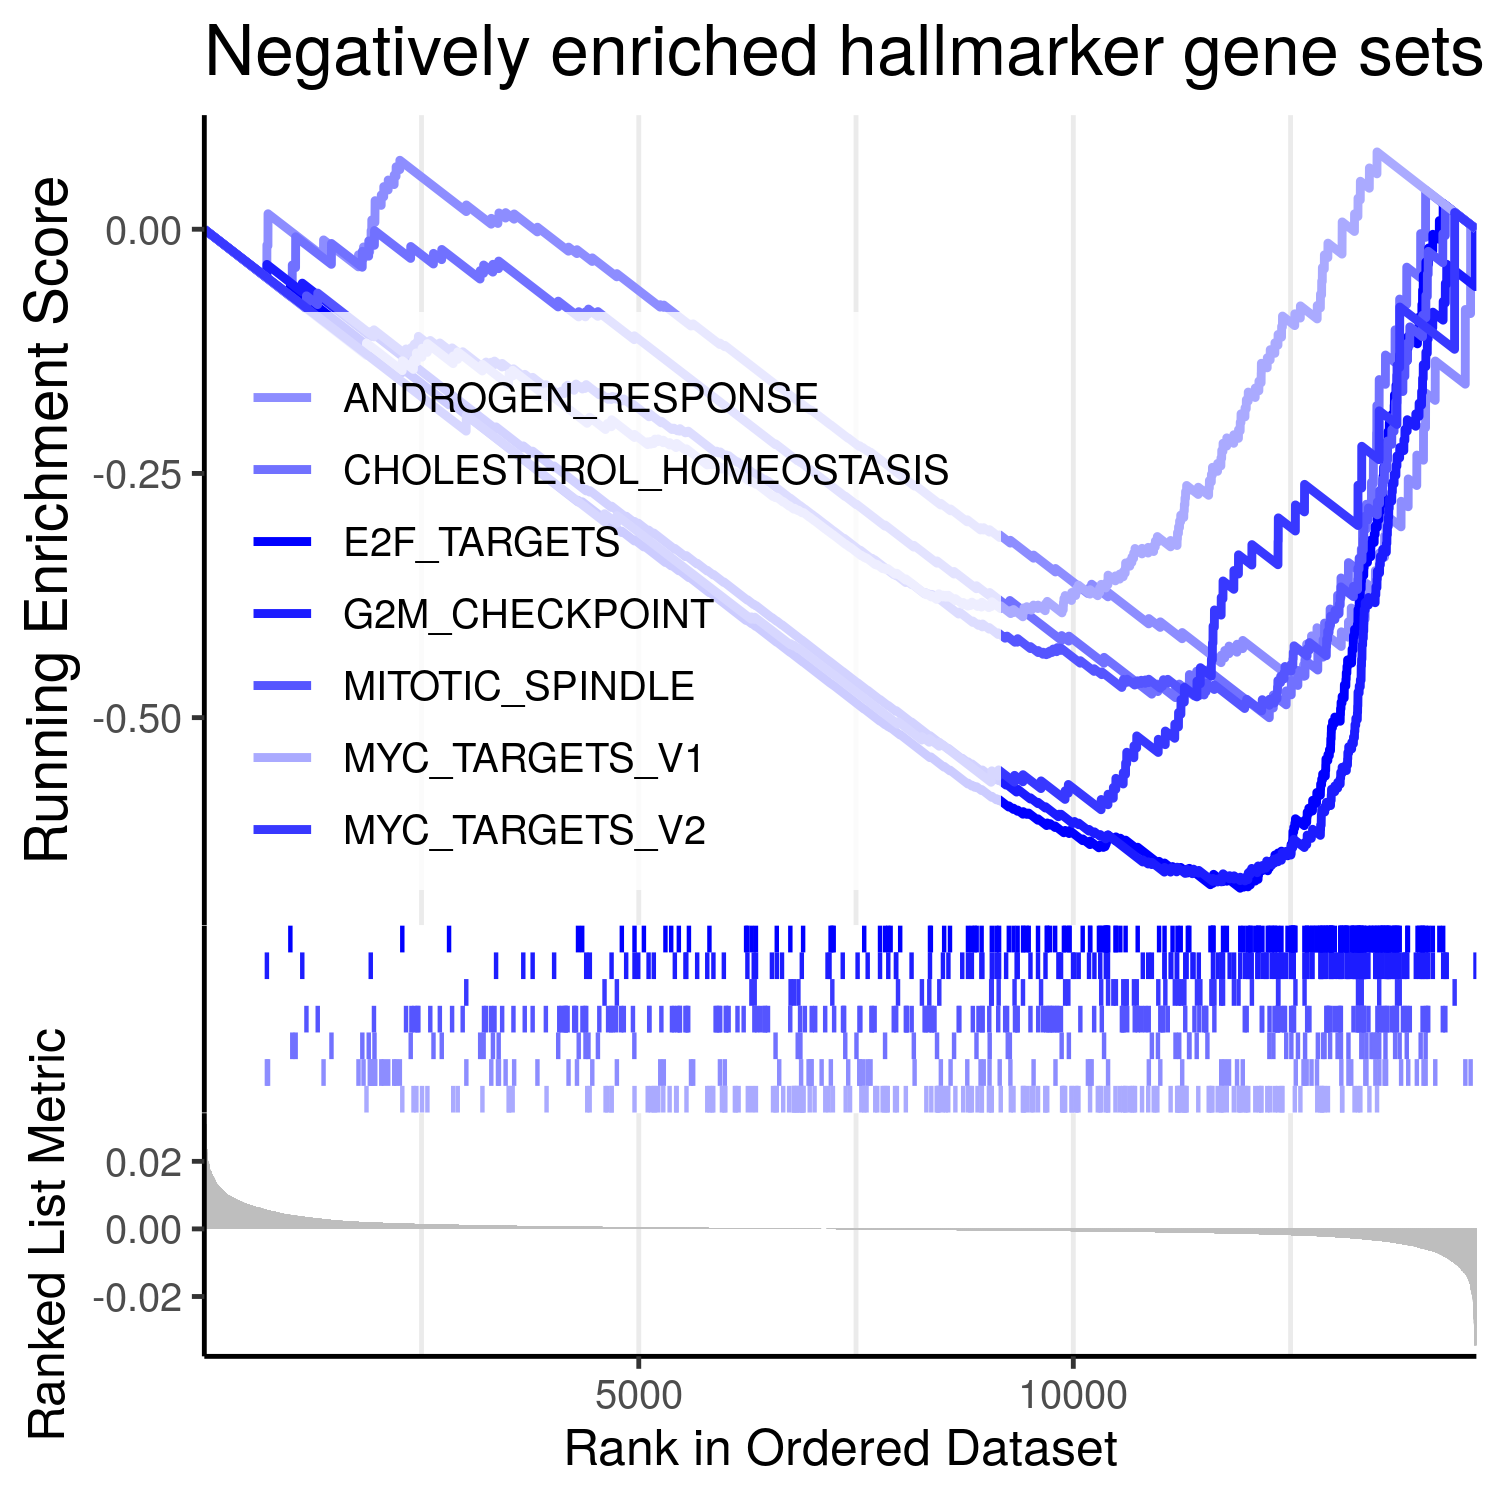 Negatively enriched hallmarker gene sets
Running Enrichment Score
0.00
-0.25
-0.50
ANDROGEN_RESPONSE
CHOLESTEROL_HOMEOSTASIS
E2F_TARGETS
G2M_CHECKPOINT
MITOTIC_SPINDLE
MYC_TARGETS_V1
MYC_TARGETS_V2
Ranked List Metric
0.02
0.00
-0.02
5000
10000
Rank in Ordered Dataset